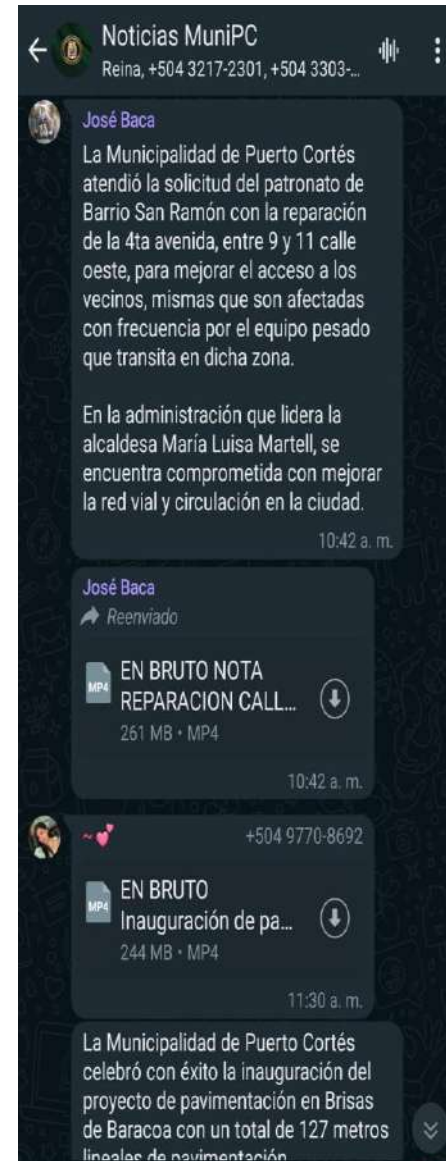 Noticias MuniPC
Reina, +504 3217-2301, +504 3303-...
José Baca
La Municipalidad de Puerto Cortés
atendió la solicitud del patronato de
Barrio San Ramón con la reparación
de la 4ta avenida, entre 9 y 11 calle
oeste, para mejorar el acceso a los
vecinos, mismas que son afectadas
con frecuencia por el equipo pesado
que transita en dicha zona.
En la administración que lidera la
alcaldesa María Luisa Martell, se
encuentra comprometida con mejorar
la red vial y circulación en la ciudad.
10:42 a. m.
José Baca
Reenviado
MP4
EN BRUTO NOTA
REPARACION CALL...
261 MB • MP4
10:42 a. m.
~💕 +504 9770-8692
MP4
EN BRUTO
Inauguración de pa...
244 MB • MP4
11:30 a. m.
La Municipalidad de Puerto Cortés
celebró con éxito la inauguración del
proyecto de pavimentación en Brisas
de Baracoa con un total de 127 metros
lineales de pavimentación